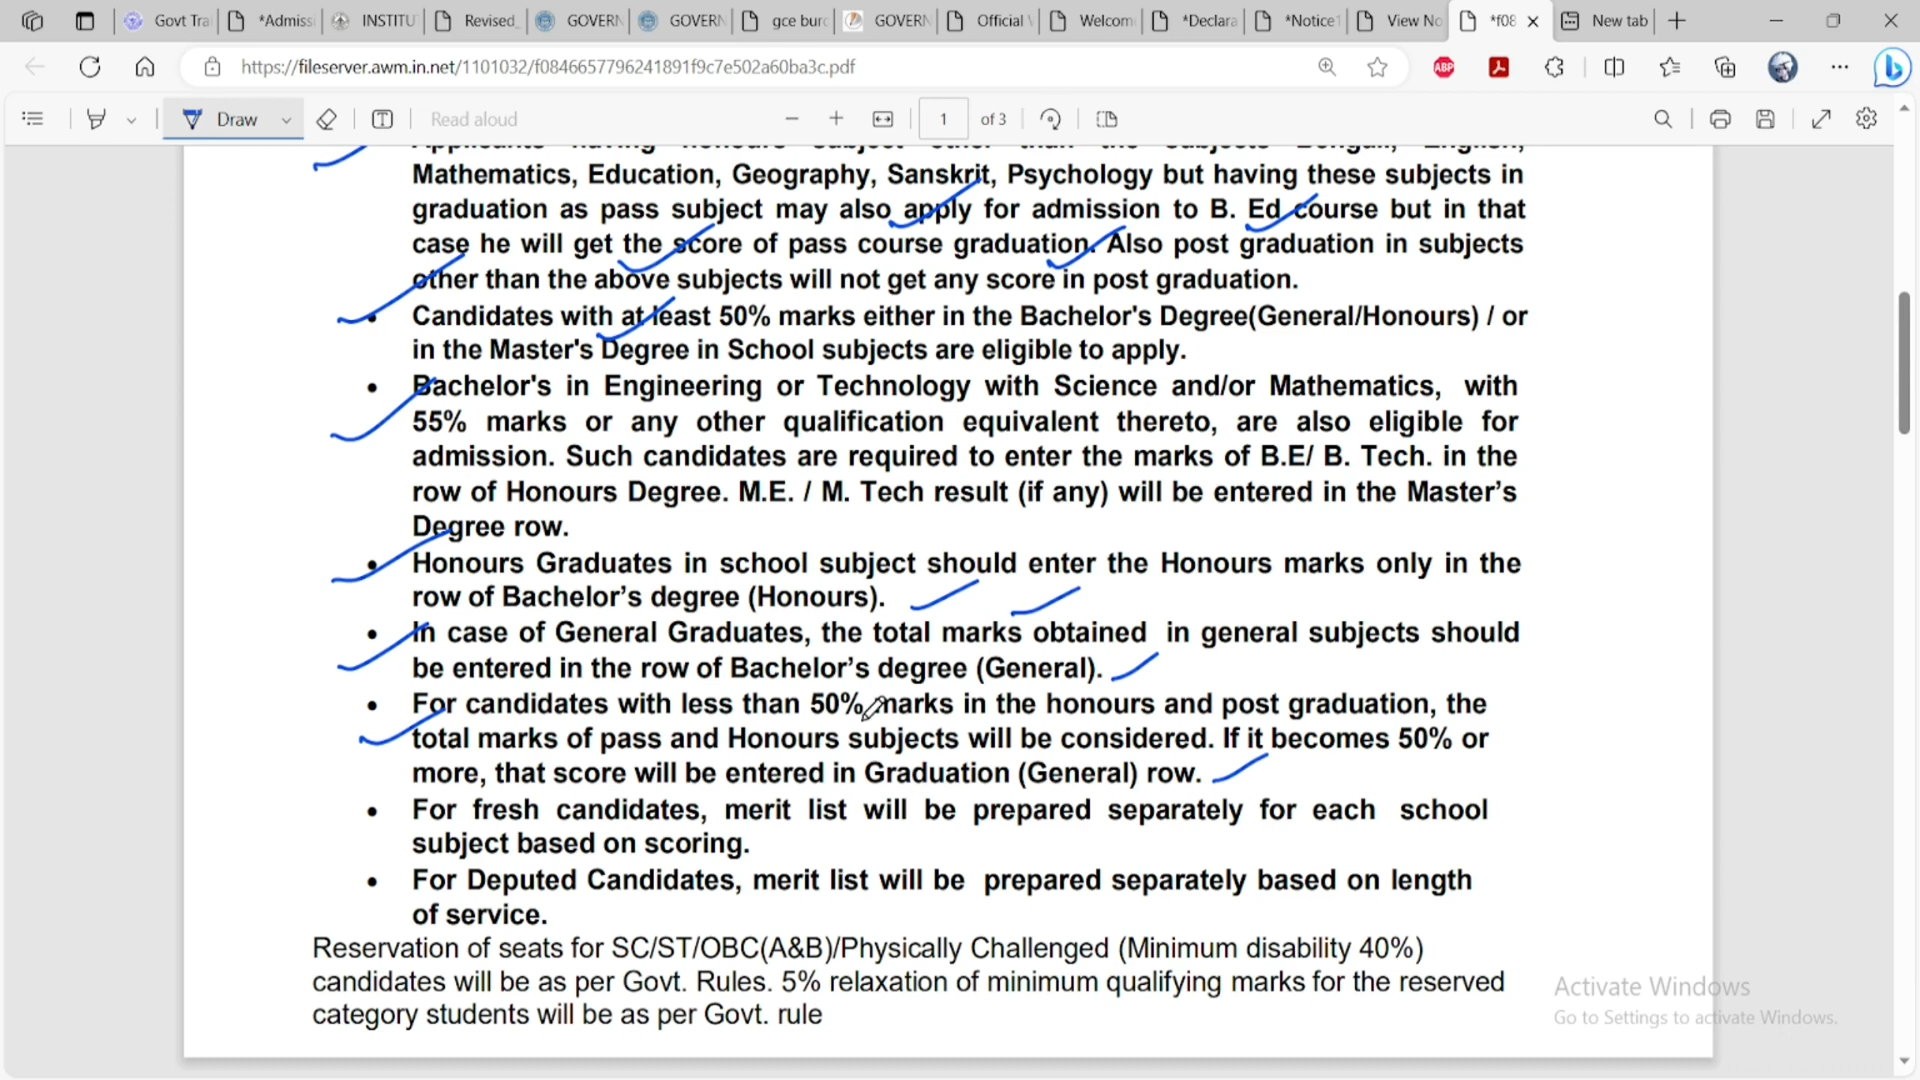 Govt Tra
*Admiss
INSTITU
Revised_
GOVERN
GOVERN
gce burd
GOVERN
Official V
Welcom
*Declara
*Notice1
View No
*f08
New tab
https://fileserver.awm.in.net/1101032/f0846657796241891f9c7e502a60ba3c.pdf
ABP
Draw
Read aloud
1 of 3
Applicants having honours subject other than the subjects Bengali, English,
Mathematics, Education, Geography, Sanskrit, Psychology but having these subjects in
graduation as pass subject may also apply for admission to B. Ed course but in that
case he will get the score of pass course graduation. Also post graduation in subjects
other than the above subjects will not get any score in post graduation.
• Candidates with at least 50% marks either in the Bachelor's Degree(General/Honours) / or
in the Master's Degree in School subjects are eligible to apply.
• Bachelor's in Engineering or Technology with Science and/or Mathematics, with
55% marks or any other qualification equivalent thereto, are also eligible for
admission. Such candidates are required to enter the marks of B.E/ B. Tech. in the
row of Honours Degree. M.E. / M. Tech result (if any) will be entered in the Master’s
Degree row.
• Honours Graduates in school subject should enter the Honours marks only in the
row of Bachelor’s degree (Honours).
• In case of General Graduates, the total marks obtained in general subjects should
be entered in the row of Bachelor’s degree (General).
• For candidates with less than 50% marks in the honours and post graduation, the
total marks of pass and Honours subjects will be considered. If it becomes 50% or
more, that score will be entered in Graduation (General) row.
• For fresh candidates, merit list will be prepared separately for each school
subject based on scoring.
• For Deputed Candidates, merit list will be prepared separately based on length
of service.
Reservation of seats for SC/ST/OBC(A&B)/Physically Challenged (Minimum disability 40%)
candidates will be as per Govt. Rules. 5% relaxation of minimum qualifying marks for the reserved
category students will be as per Govt. rule
Activate Windows
Go to Settings to activate Windows.